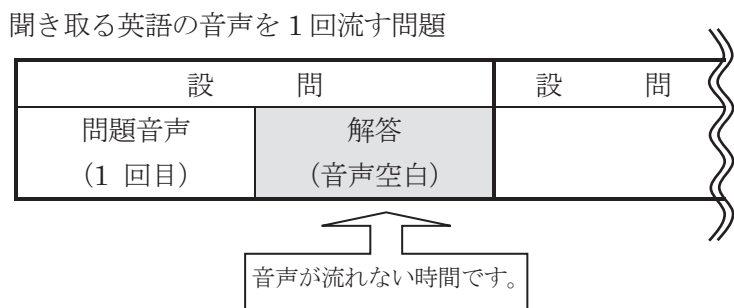 聞き取る英語の音声を1回流す問題
設 問 設 問
問題音声 解答
(1 回目) (音声空白)
音声が流れない時間です。